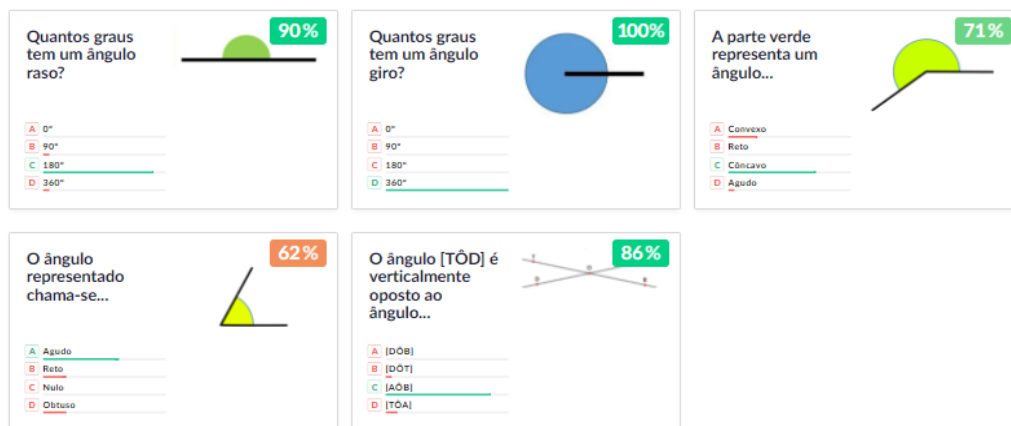 Quantos graus
tem um ângulo
raso?
90%
A 0°
B 90°
C 180°
D 360°
Quantos graus
tem um ângulo
giro?
100%
A 0°
B 90°
C 180°
D 360°
A parte verde
representa um
ângulo...
71%
A Convexo
B Reto
C Côncavo
D Agudo
O ângulo
representado
chama-se...
62%
A Agudo
B Reto
C Nulo
D Obtuso
O ângulo [TÔD] é
verticalmente
oposto ao
ângulo...
86%
A [DÔB]
B [DÔT]
C [AÔB]
D [TÔA]